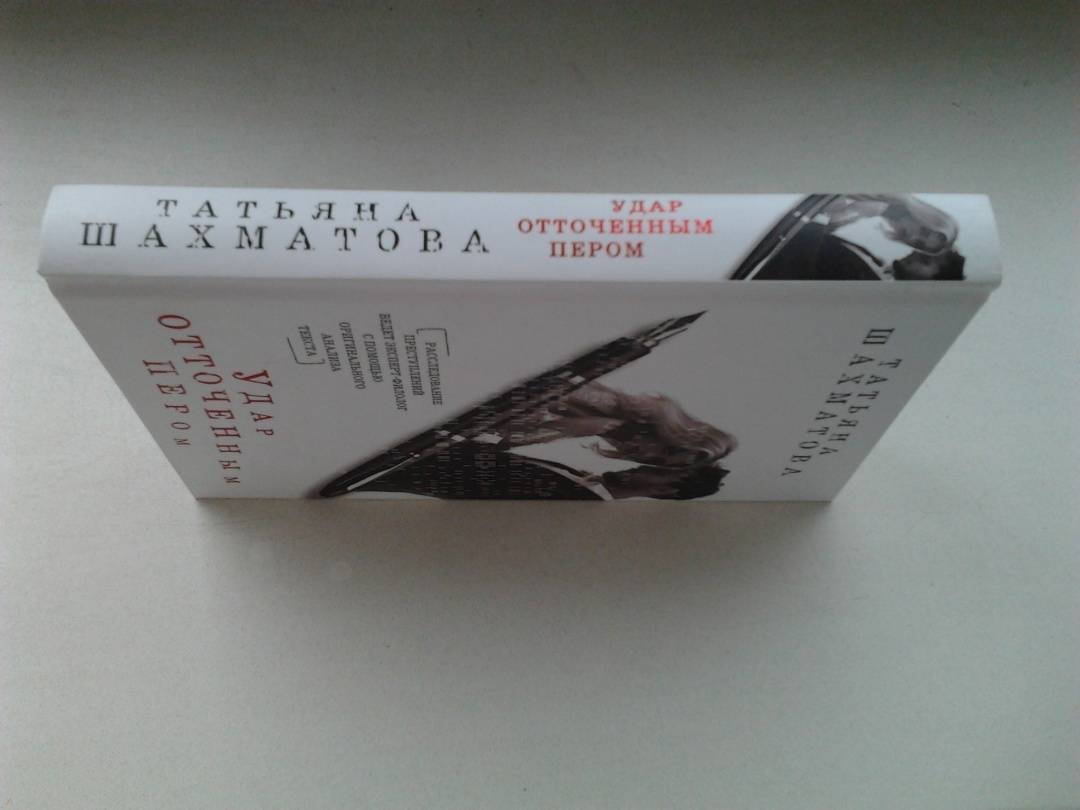 ТАТЬЯНА
ШАХМАТОВА
УДАР
ОТТОЧЕННЫМ
ПЕРОМ
ТАТЬЯНА
ШАХМАТОВА
РАССЛЕДОВАНИЕ
ПРЕСТУПЛЕНИЙ
ВЕДЕТ ЭКСПЕРТ-ФИЛОЛОГ
С ПОМОЩЬЮ
ОРИГИНАЛЬНОГО
АНАЛИЗА
ТЕКСТА
УДАР
ОТТОЧЕННЫМ
ПЕРОМ